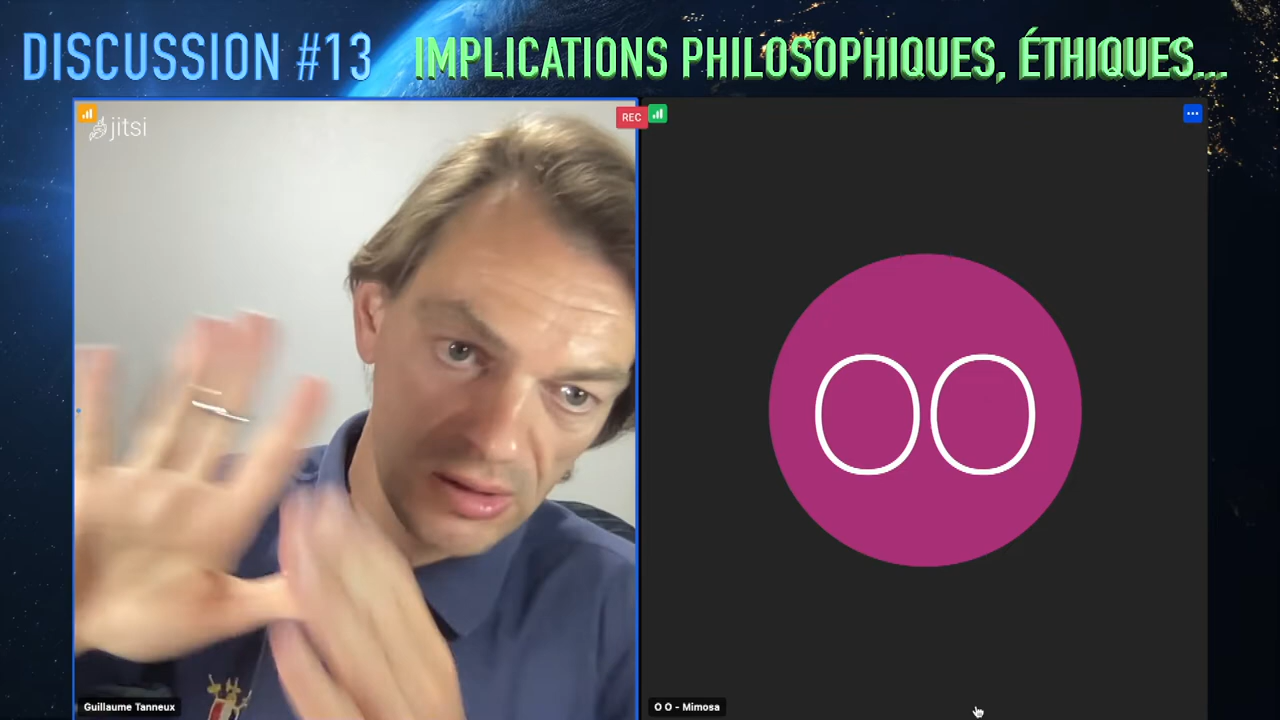 DISCUSSION #13 IMPLICATIONS PHILOSOPHIQUES, ÉTHIQUES...
jitsi
REC
OO
Guillaume Tanneux
O O - Mimosa